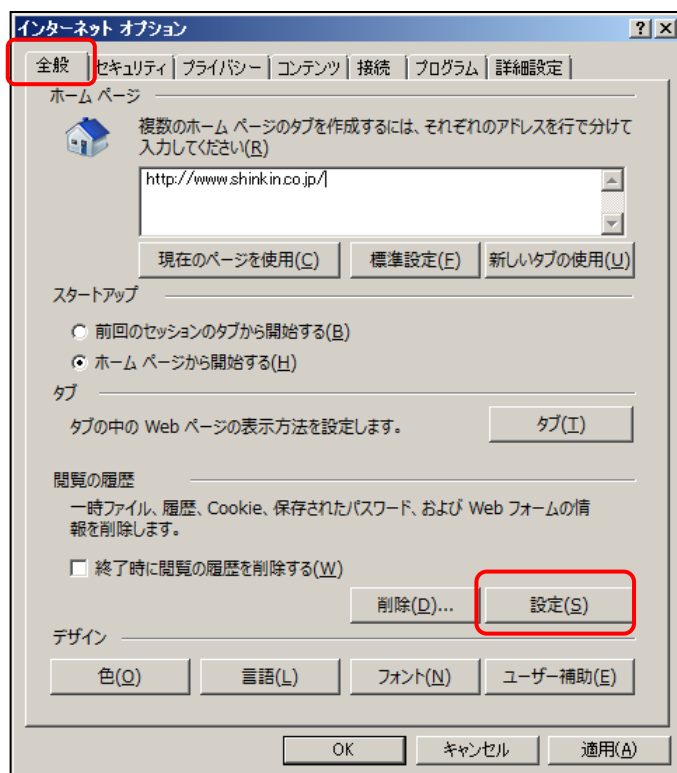 インターネット オプション
全般 セキュリティ プライバシー コンテンツ 接続 プログラム 詳細設定
ホーム ページ
複数のホーム ページのタブを作成するには、それぞれのアドレスを行で分けて
入力してください(R)
http://www.shinkin.co.jp/
現在のページを使用(C) 標準設定(F) 新しいタブの使用(U)
スタートアップ
前回のセッションのタブから開始する(B)
ホーム ページから開始する(H)
タブ
タブの中の Web ページの表示方法を設定します。 タブ(T)
閲覧の履歴
一時ファイル、履歴、Cookie、保存されたパスワード、および Web フォームの情
報を削除します。
終了時に閲覧の履歴を削除する(W)
削除(D)... 設定(S)
デザイン
色(O) 言語(L) フォント(N) ユーザー補助(E)
OK キャンセル 適用(A)